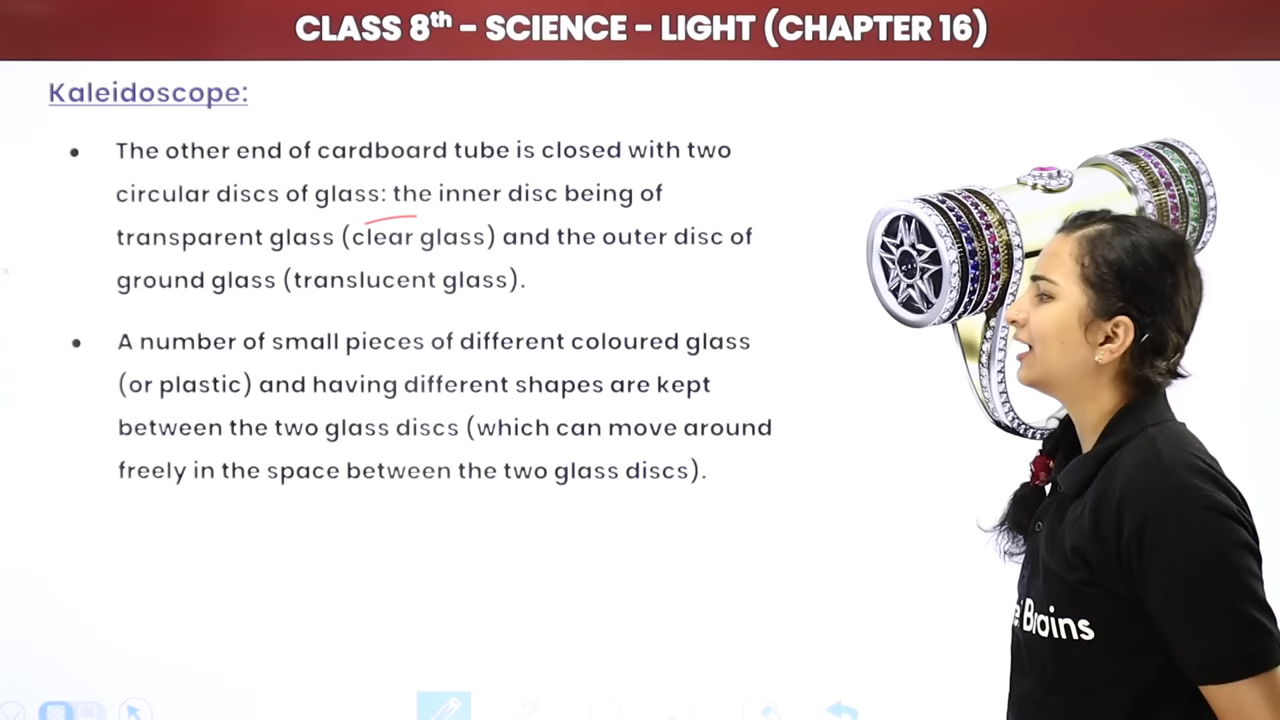 CLASS 8th - SCIENCE - LIGHT (CHAPTER 16)
Kaleidoscope:
• The other end of cardboard tube is closed with two
circular discs of glass: the inner disc being of
transparent glass (clear glass) and the outer disc of
ground glass (translucent glass).
• A number of small pieces of different coloured glass
(or plastic) and having different shapes are kept
between the two glass discs (which can move around
freely in the space between the two glass discs).
e Brains